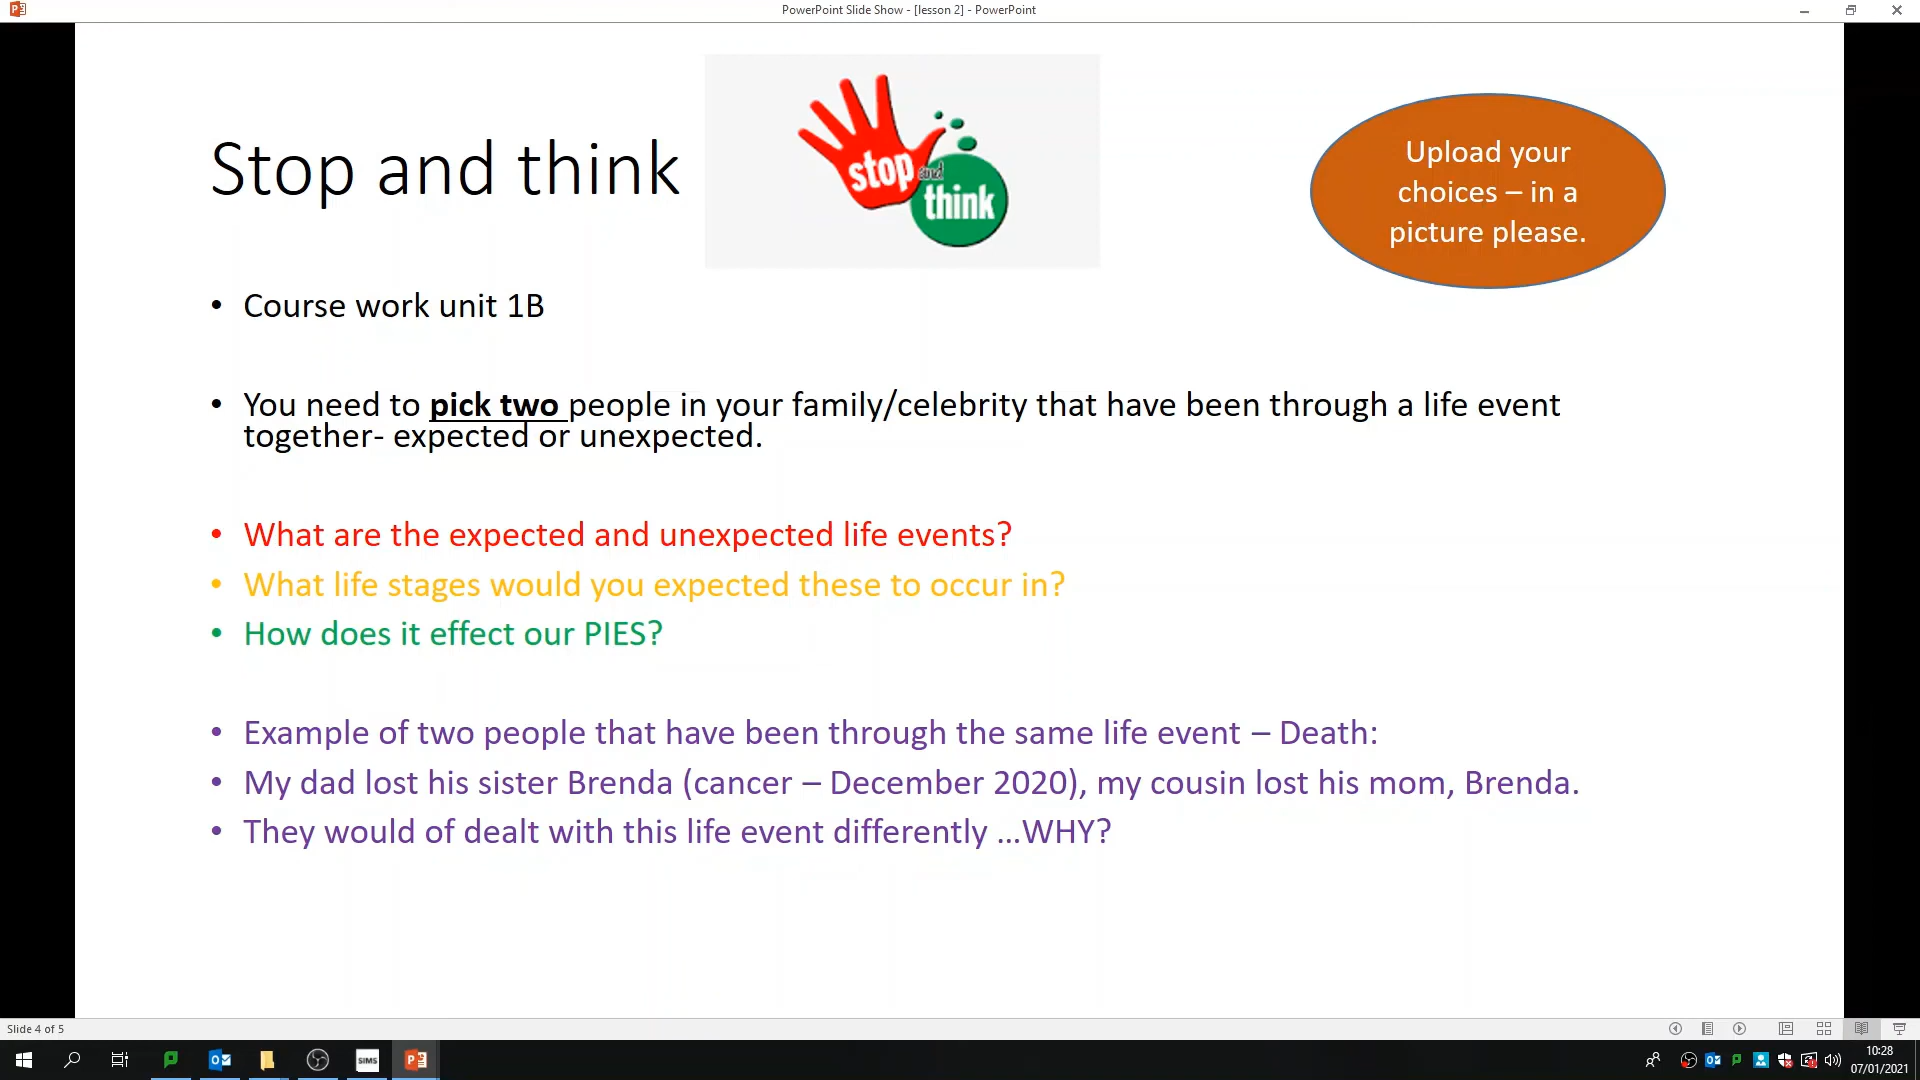 PowerPoint Slide Show - [lesson 2] - PowerPoint
Stop and think
stop and
think
Upload your
choices – in a
picture please.
• Course work unit 1B
• You need to pick two people in your family/celebrity that have been through a life event
together- expected or unexpected.
• What are the expected and unexpected life events?
• What life stages would you expected these to occur in?
• How does it effect our PIES?
• Example of two people that have been through the same life event – Death:
• My dad lost his sister Brenda (cancer – December 2020), my cousin lost his mom, Brenda.
• They would of dealt with this life event differently ...WHY?
Slide 4 of 5
SIMS
10:28
07/01/2021